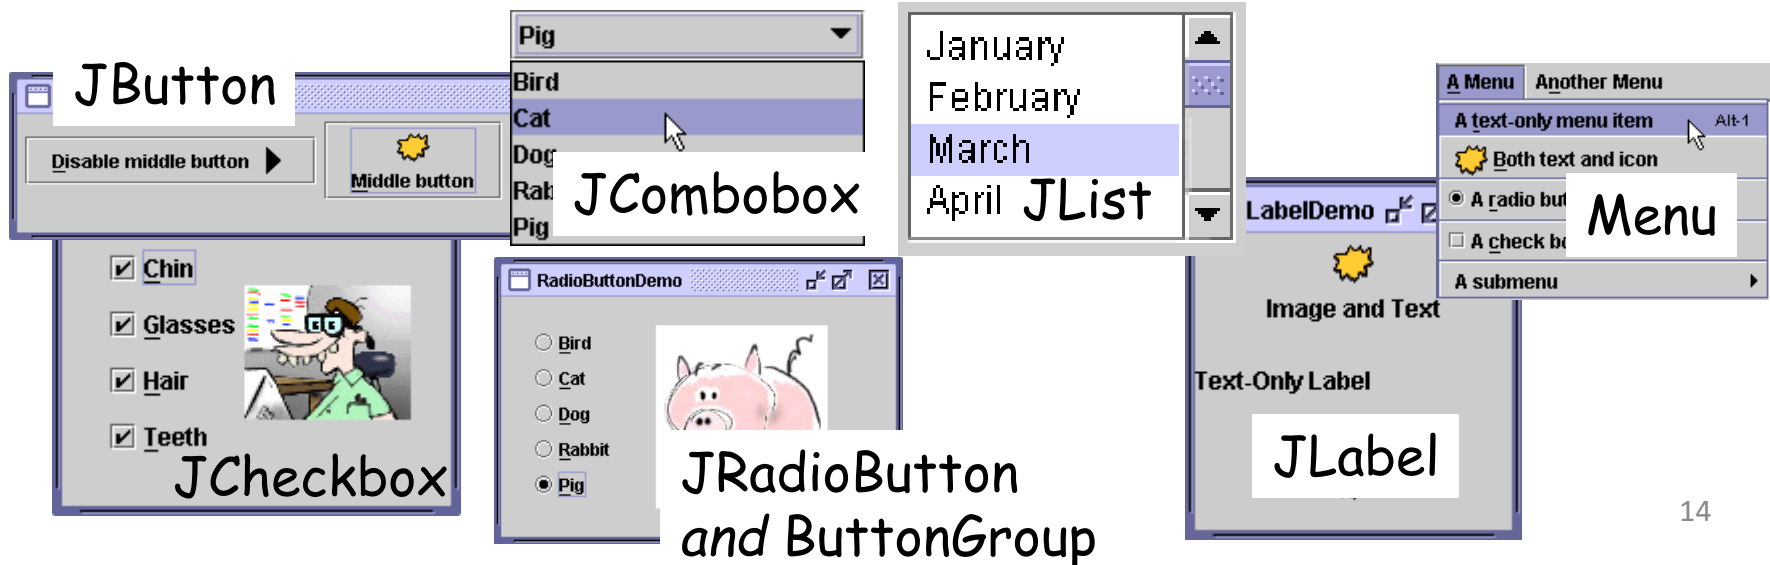 JButton
Disable middle button
Middle button
Pig
Bird
Cat
Dog
Rab
Pig
JCombobox
January
February
March
April
JList
A Menu Another Menu
A text-only menu item Alt-1
Both text and icon
A radio but
A check bo
A submenu
Menu
Chin
Glasses
Hair
Teeth
JCheckbox
RadioButtonDemo
Bird
Cat
Dog
Rabbit
Pig
JRadioButton
and ButtonGroup
LabelDemo
Image and Text
Text-Only Label
JLabel
14